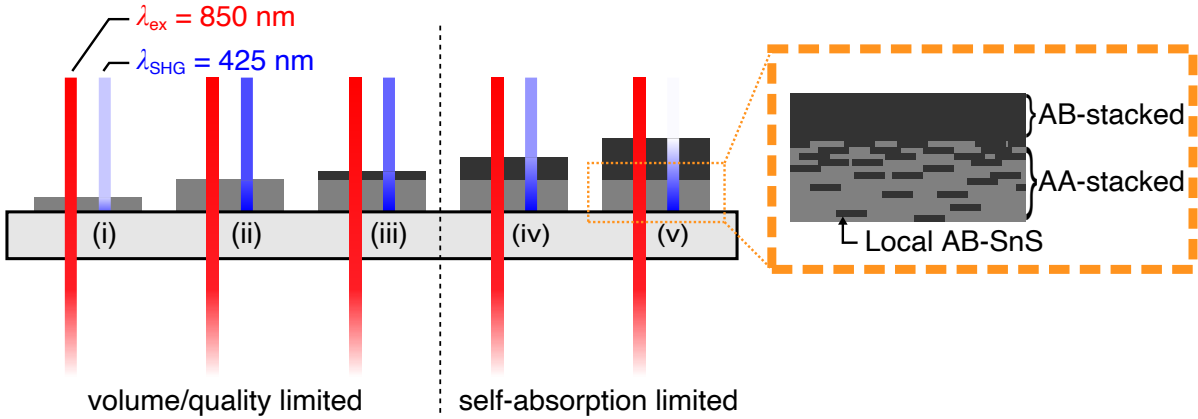 λex = 850 nm
λSHG = 425 nm
(i)
(ii)
(iii)
(iv)
(v)
volume/quality limited
self-absorption limited
AB-stacked
AA-stacked
Local AB-SnS